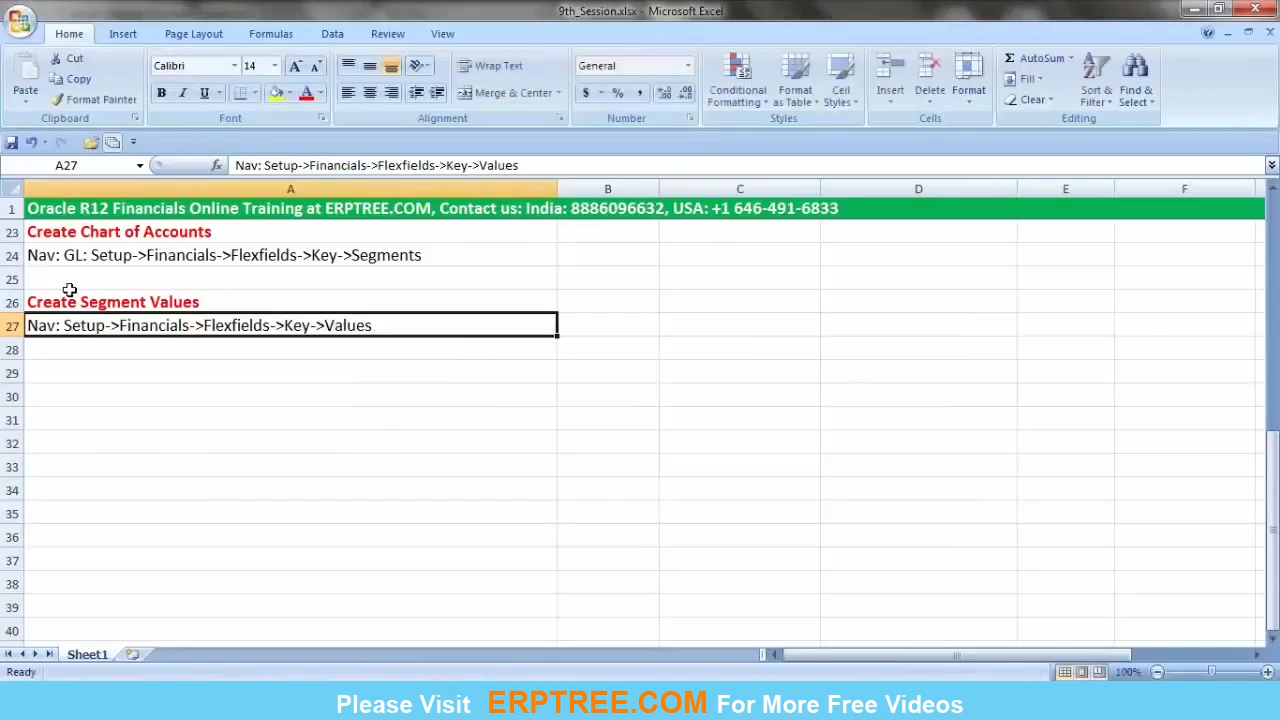 9th_Session.xlsx - Microsoft Excel
Home Insert Page Layout Formulas Data Review View
Cut
Copy
Format Painter
Paste
Clipboard
Calibri 14
B I U
Font
Wrap Text
Merge & Center
Alignment
General
$ % ,
Number
Conditional Formatting
Format as Table
Cell Styles
Styles
Insert Delete Format
Cells
AutoSum
Fill
Clear
Sort & Filter
Find & Select
Editing
A27 fx Nav: Setup->Financials->Flexfields->Key->Values
A B C D E F
1 Oracle R12 Financials Online Training at ERPTREE.COM, Contact us: India: 8886096632, USA: +1 646-491-6833
23 Create Chart of Accounts
24 Nav: GL: Setup->Financials->Flexfields->Key->Segments
25
26 Create Segment Values
27 Nav: Setup->Financials->Flexfields->Key->Values
28
29
30
31
32
33
34
35
36
37
38
39
40
Sheet1
Ready 100%
Please Visit ERPTREE.COM For More Free Videos